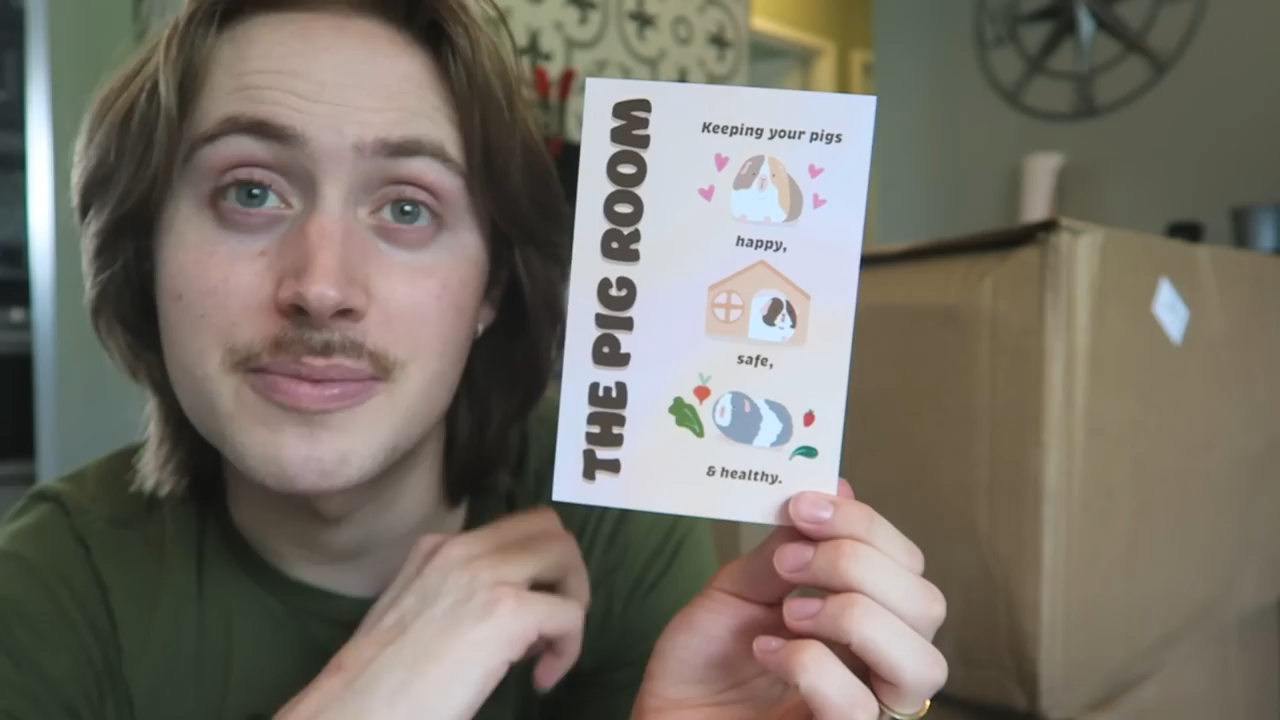 THE PIG ROOM
Keeping your pigs
happy,
safe,
& healthy.